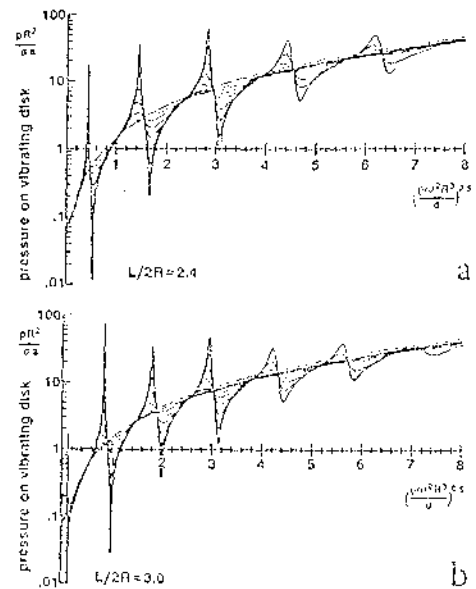 100
pR²
σa
10
1
.1
.01
pressure on vibrating disk
1 2 3 4 5 6 7 8
L/2R=2.4
a
100
pR²
σa
10
1
.1
.01
pressure on vibrating disk
1 2 3 4 5 6 7 8
L/2R=3.0
b